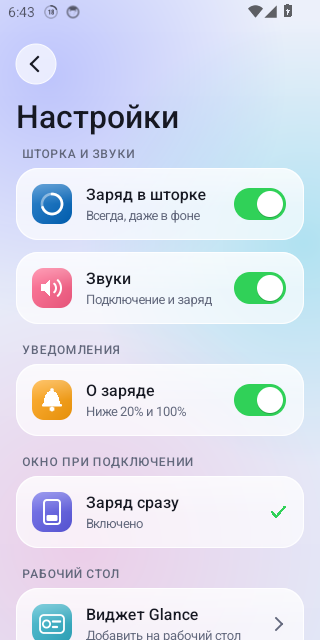 6:43 18
Настройки
ШТОРКА И ЗВУКИ
Заряд в шторке
Всегда, даже в фоне
Звуки
Подключение и заряд
УВЕДОМЛЕНИЯ
О заряде
Ниже 20% и 100%
ОКНО ПРИ ПОДКЛЮЧЕНИИ
Заряд сразу
Включено
РАБОЧИЙ СТОЛ
Виджет Glance
Добавить на рабочий стол